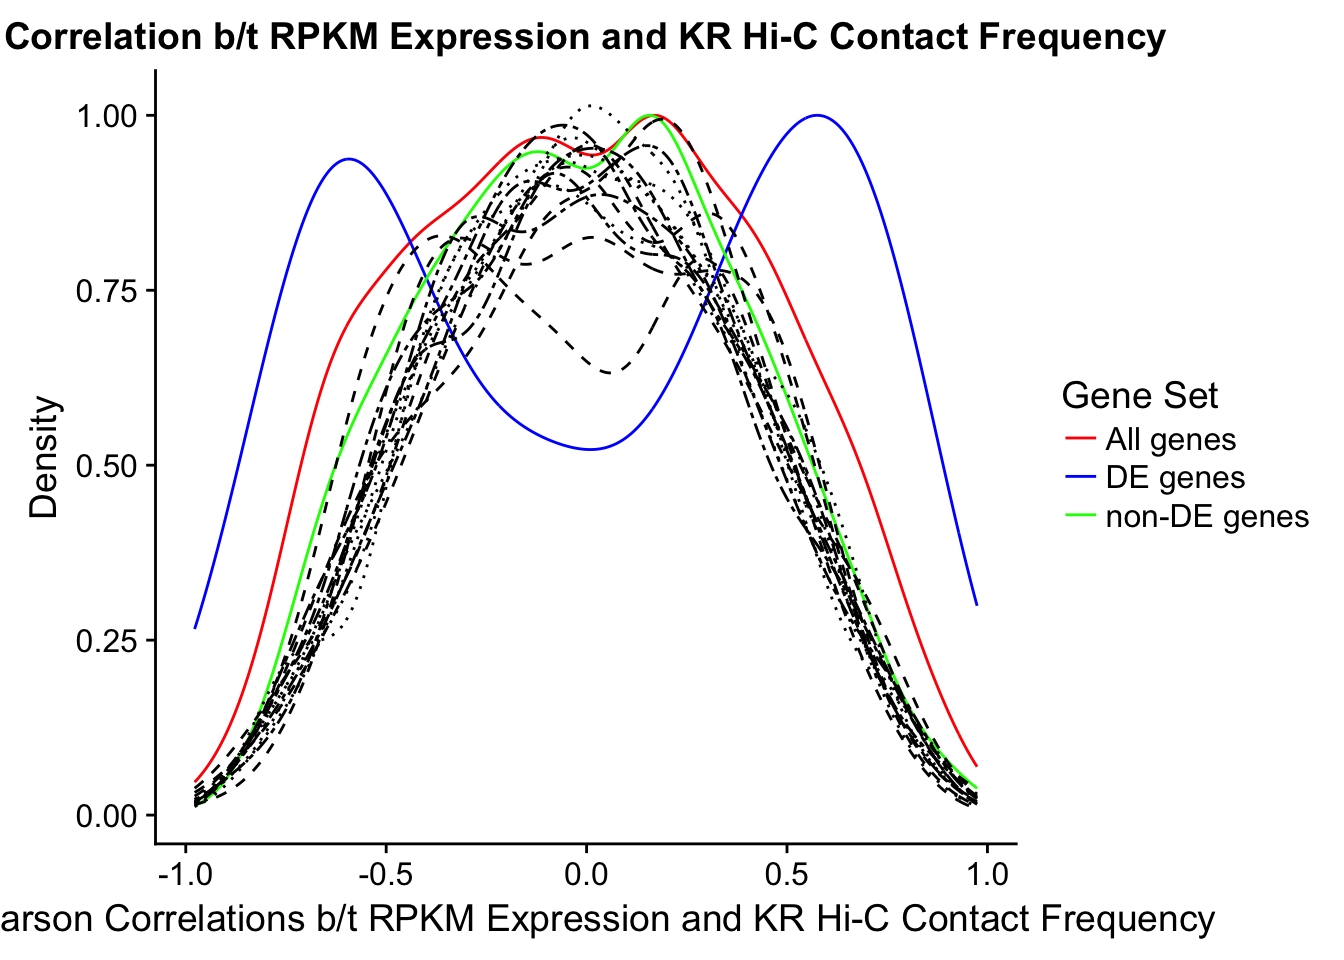 Correlation b/t RPKM Expression and KR Hi-C Contact Frequency
1.00
0.75
0.50
0.25
0.00
Density
-1.0
-0.5
0.0
0.5
1.0
arson Correlations b/t RPKM Expression and KR Hi-C Contact Frequency
Gene Set
All genes
DE genes
non-DE genes